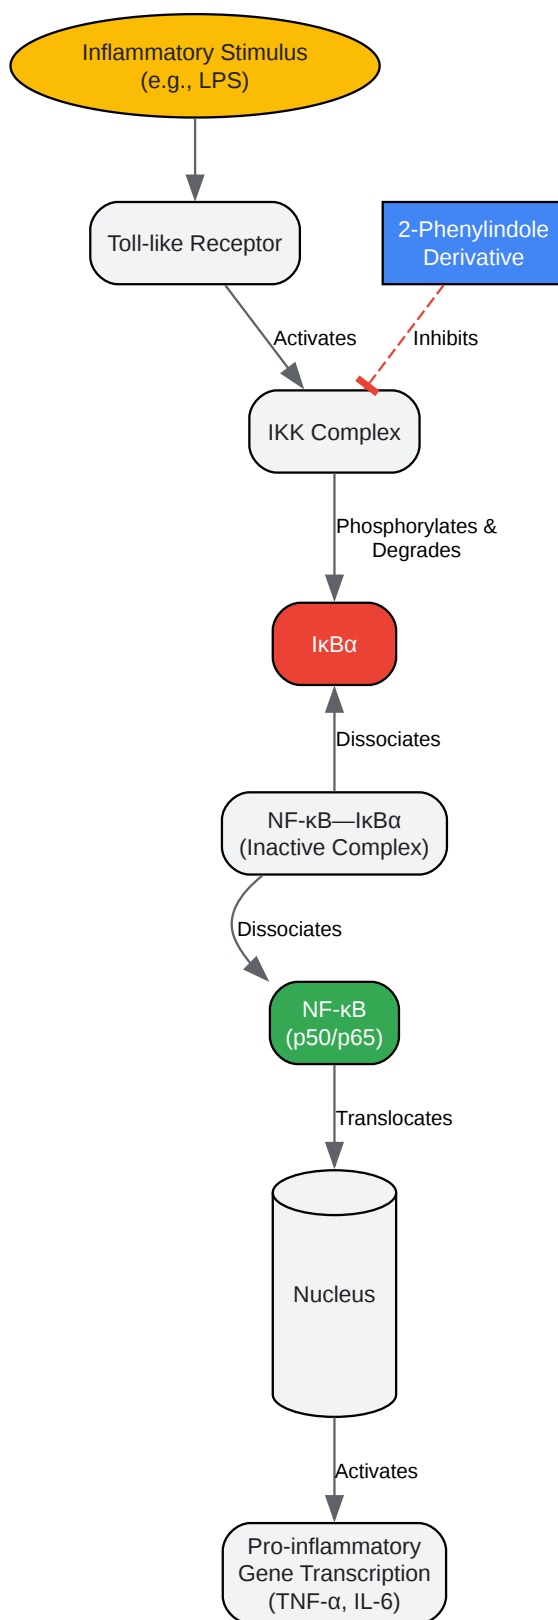 Inflammatory Stimulus
(e.g., LPS)
Toll-like Receptor
2-Phenylindole
Derivative
Activates
Inhibits
IKK Complex
Phosphorylates &
Degrades
IκBα
Dissociates
NF-κB—IκBα
(Inactive Complex)
Dissociates
NF-κB
(p50/p65)
Translocates
Nucleus
Activates
Pro-inflammatory
Gene Transcription
(TNF-α, IL-6)